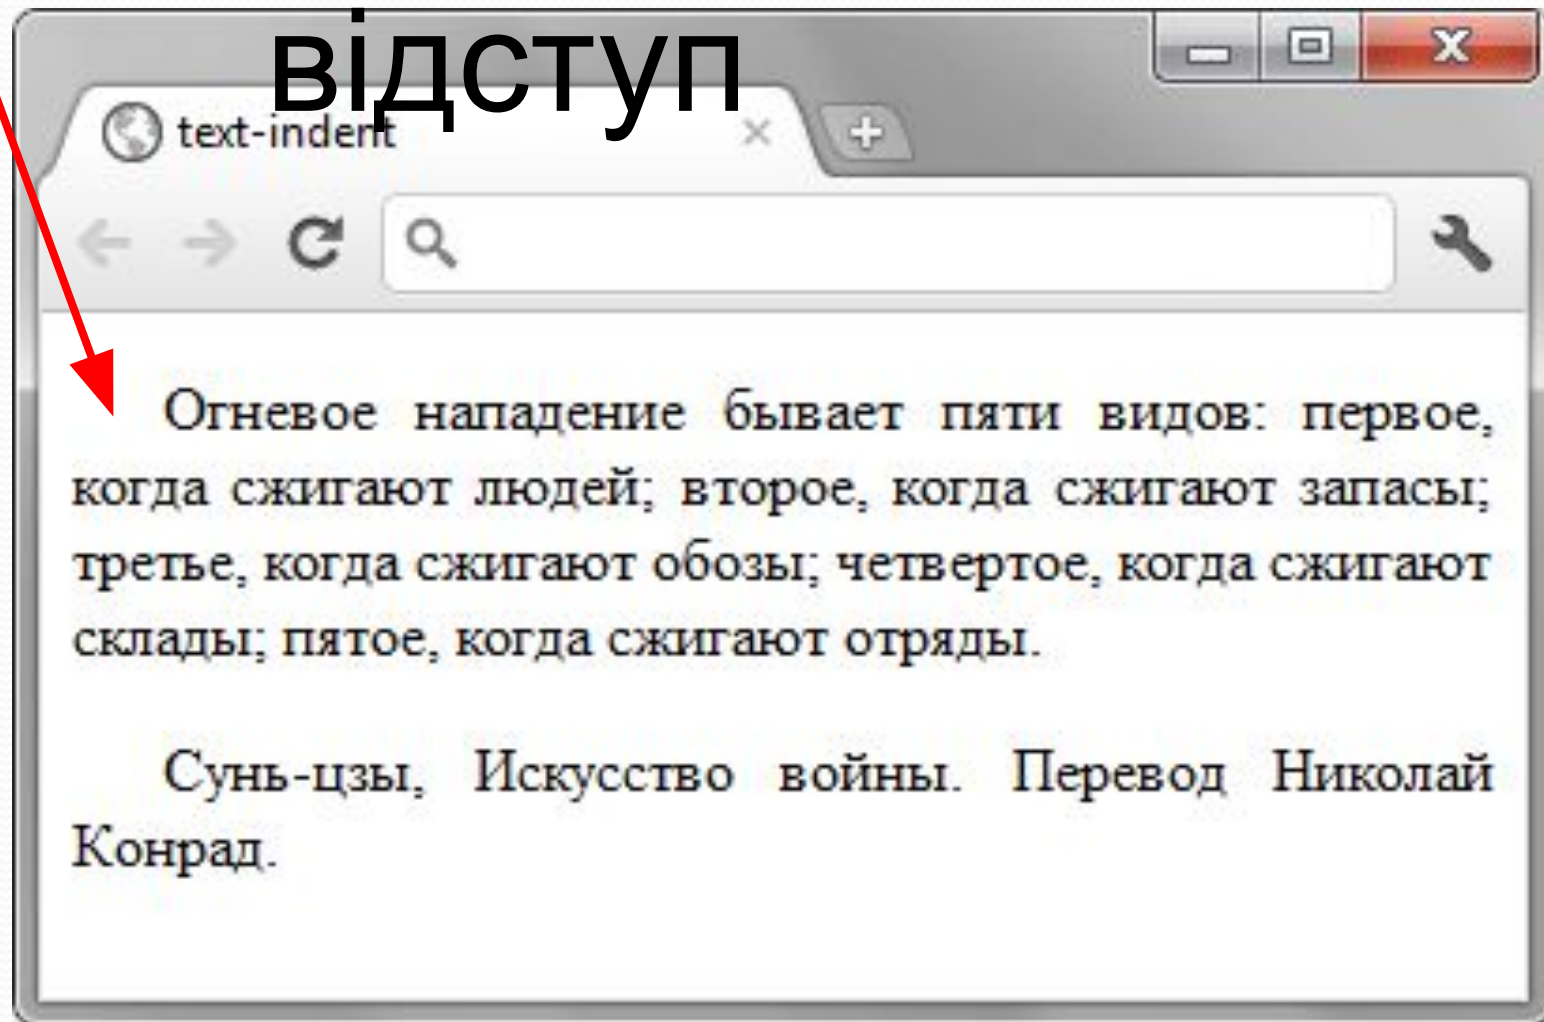 відступ
text-indent
Огневое нападение бывает пяти видов: первое,
когда сжигают людей; второе, когда сжигают запасы;
третье, когда сжигают обозы; четвертое, когда сжигают
склады; пятое, когда сжигают отряды.
Сунь-цзы, Искусство войны. Перевод Николай
Конрад.